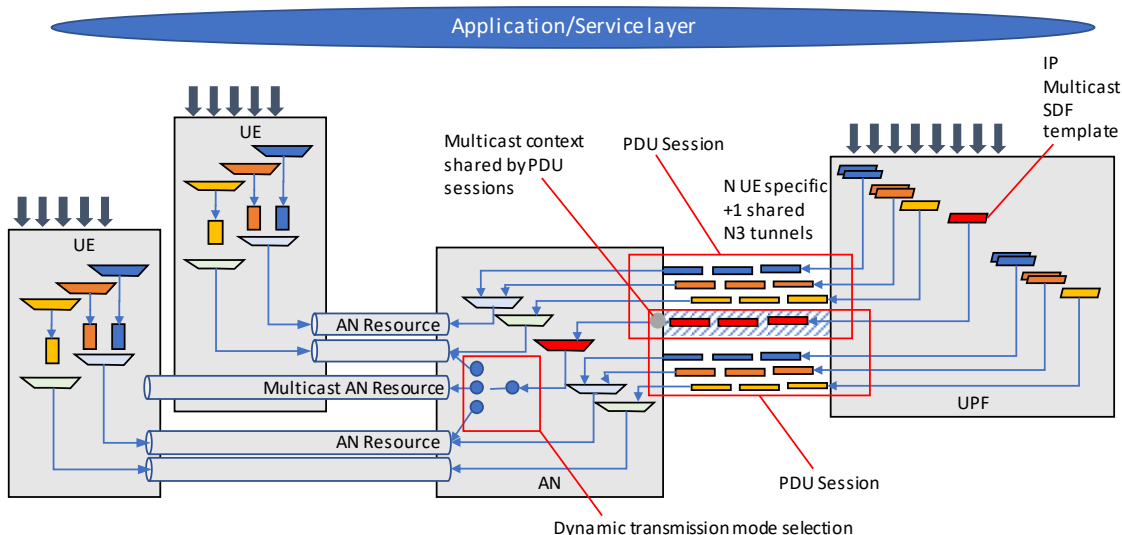 Application/Service layer
IP
Multicast
SDF
template
UE
Multicast context
shared by PDU
sessions
PDU Session
N UE specific
+1 shared
N3 tunnels
UE
AN Resource
Multicast AN Resource
AN Resource
UPF
AN
PDU Session
Dynamic transmission mode selection